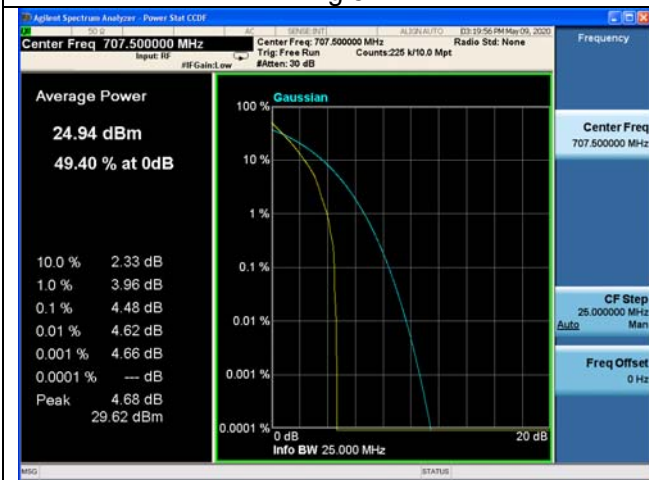 Agilent Spectrum Analyzer - Power Stat CCDF
50 Ω AC SENSE:INT ALIGN AUTO 03:19:56 PM May 09, 2020
Center Freq 707.500000 MHz
Input: RF
#IFGain:Low
Center Freq: 707.500000 MHz
Radio Std: None
Trig: Free Run
Counts:225 k/10.0 Mpt
#Atten: 30 dB
Frequency
Average Power
24.94 dBm
49.40 % at 0dB
10.0 % 2.33 dB
1.0 % 3.96 dB
0.1 % 4.48 dB
0.01 % 4.62 dB
0.001 % 4.66 dB
0.0001 % --- dB
Peak 4.68 dB
29.62 dBm
Gaussian
100 %
10 %
1 %
0.1 %
0.01 %
0.001 %
0.0001 %
0 dB
20 dB
Info BW 25.000 MHz
Center Freq
707.500000 MHz
CF Step
25.000000 MHz
Auto Man
Freq Offset
0 Hz
MSG
STATUS